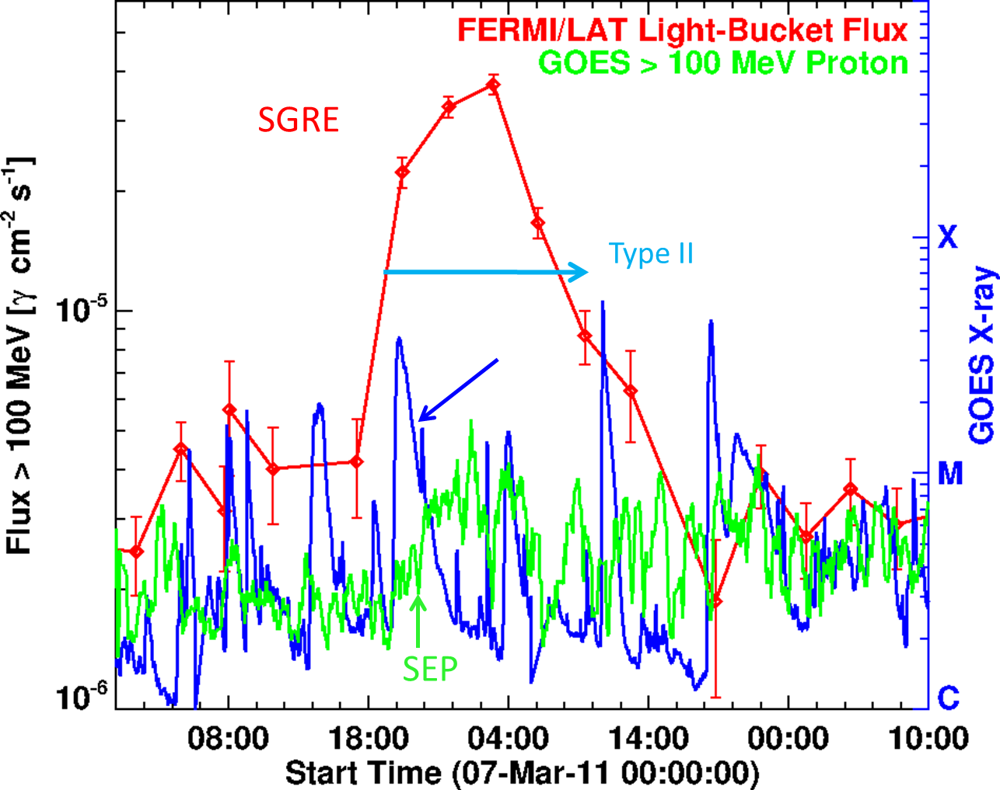 FERMI/LAT Light-Bucket Flux
GOES > 100 MeV Proton
SGRE
Flux > 100 MeV [γ cm⁻² s⁻¹]
X
Type II
10⁻⁵
GOES X-ray
M
SEP
10⁻⁶
C
08:00 18:00 04:00 14:00 00:00 10:00
Start Time (07-Mar-11 00:00:00)